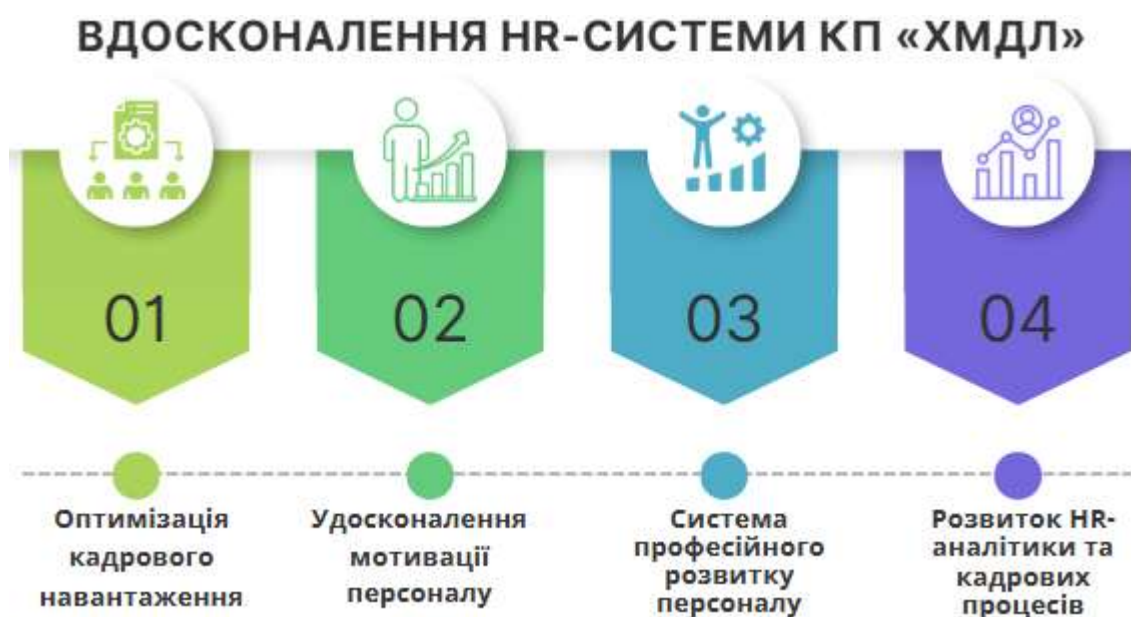 ВДОСКОНАЛЕННЯ HR-СИСТЕМИ КП «ХМДЛ»
01
02
03
04
Оптимізація
кадрового
навантаження
Удосконалення
мотивації
персоналу
Система
професійного
розвитку
персоналу
Розвиток HR-
аналітики та
кадрових
процесів